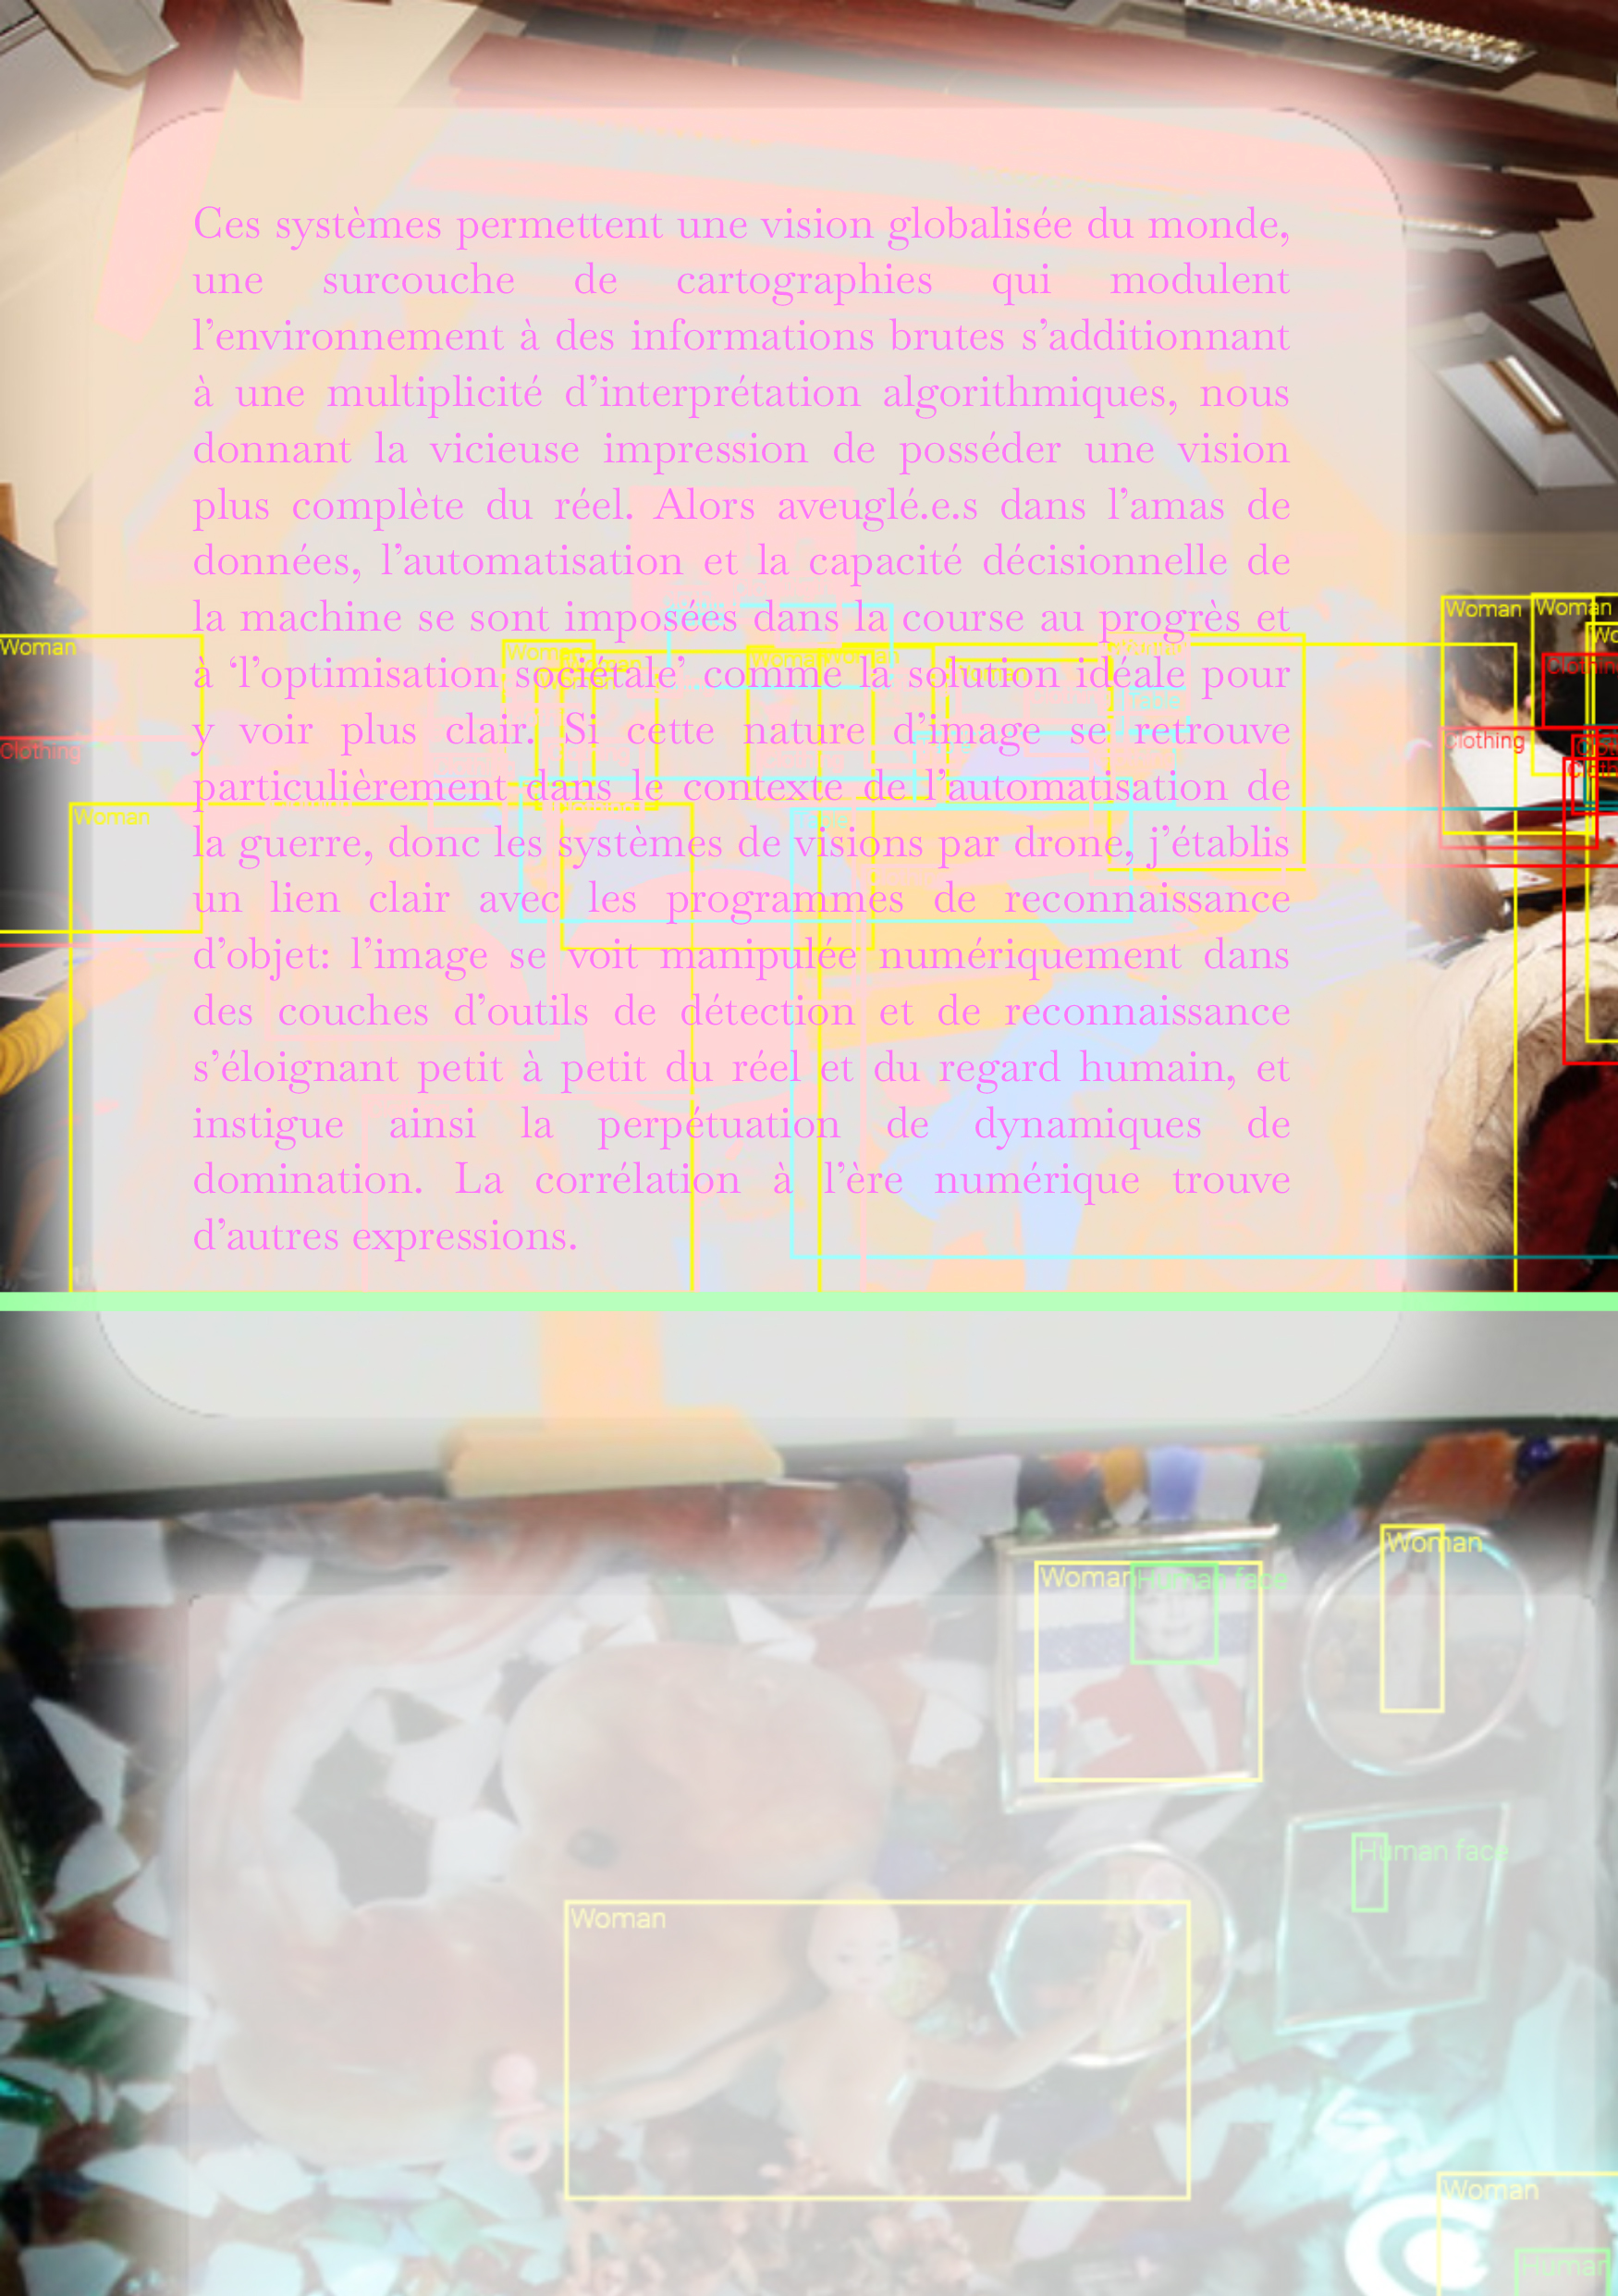 Ces systèmes permettent une vision globalisée du monde,
une surcouche de cartographies qui modulent
l'environnement à des informations brutes s'additionnant
à une multiplicité d'interprétation algorithmiques, nous
donnant la vicieuse impression de posséder une vision
plus complète du réel. Alors aveuglé.e.s dans l'amas de
données, l'automatisation et la capacité décisionnelle de
la machine se sont imposées dans la course au progrès et
à 'l'optimisation sociétale' comme la solution idéale pour
y voir plus clair. Si cette nature d'image se retrouve
particulièrement dans le contexte de l'automatisation de
la guerre, donc les systèmes de visions par drone, j'établis
un lien clair avec les programmes de reconnaissance
d'objet: l'image se voit manipulée numériquement dans
des couches d'outils de détection et de reconnaissance
s'éloignant petit à petit du réel et du regard humain, et
instigue ainsi la perpétuation de dynamiques de
domination. La corrélation à l'ère numérique trouve
d'autres expressions.
Woman
Woman
Wo
Woman
Woman
Woman
Woman
Woman
Clothing
Table
Clothing
Clothing
Woman
Table
Woman
Woman
Human face
Human face
Woman
Woman
Human